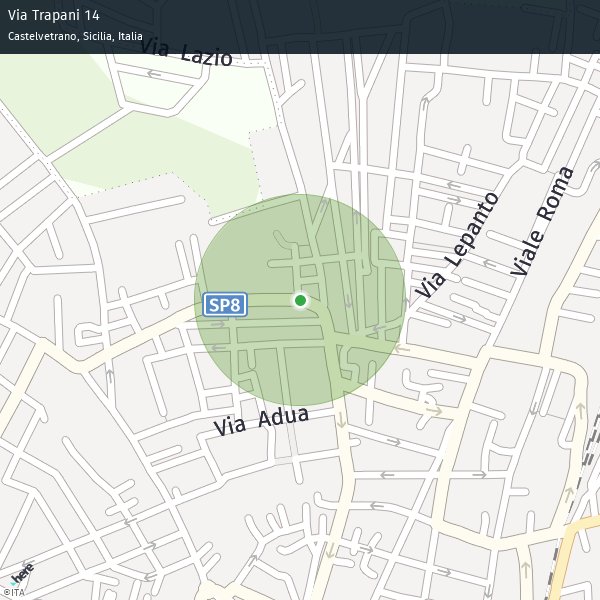 Via Trapani 14
Castelvetrano, Sicilia, Italia
Via Lazio
Viale Roma
Via Lepanto
SP8
Via Adua
here
©ITA